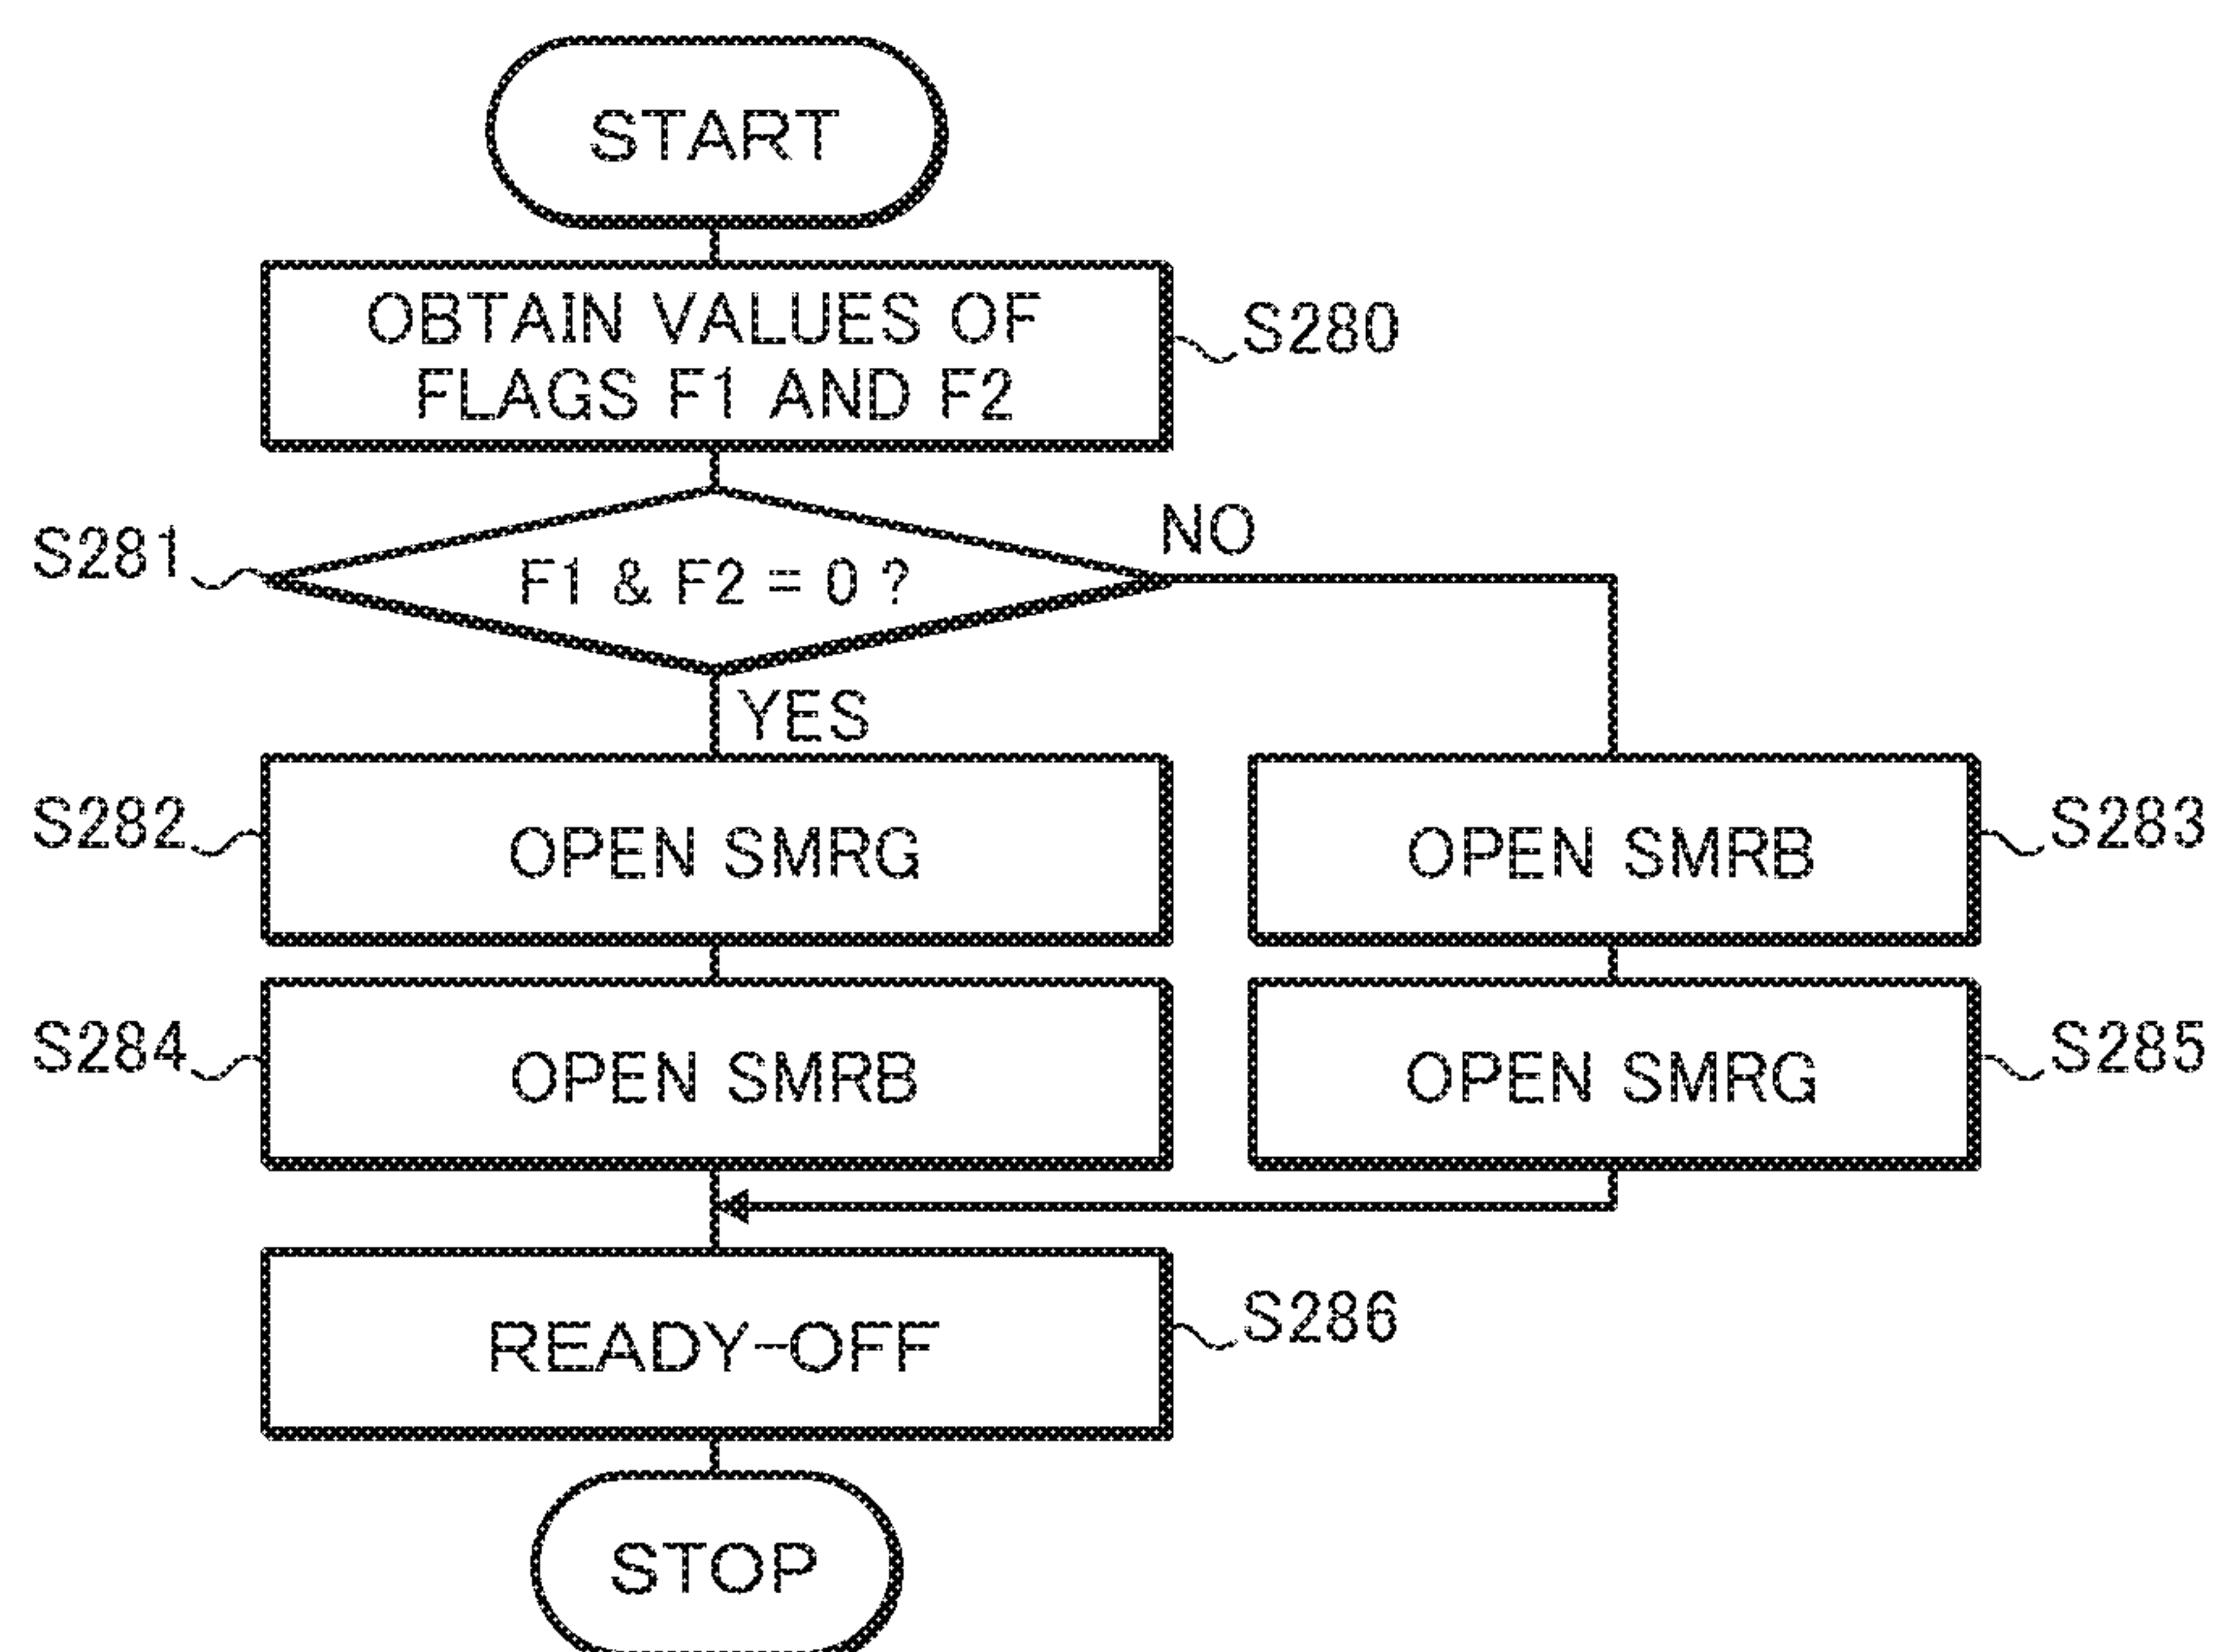 START
OBTAIN VALUES OF
FLAGS F1 AND F2
S280
S281
F1 & F2 = 0 ?
NO
YES
S282
OPEN SMRG
OPEN SMRB
S283
S284
OPEN SMRB
OPEN SMRG
S285
READY-OFF
S286
STOP